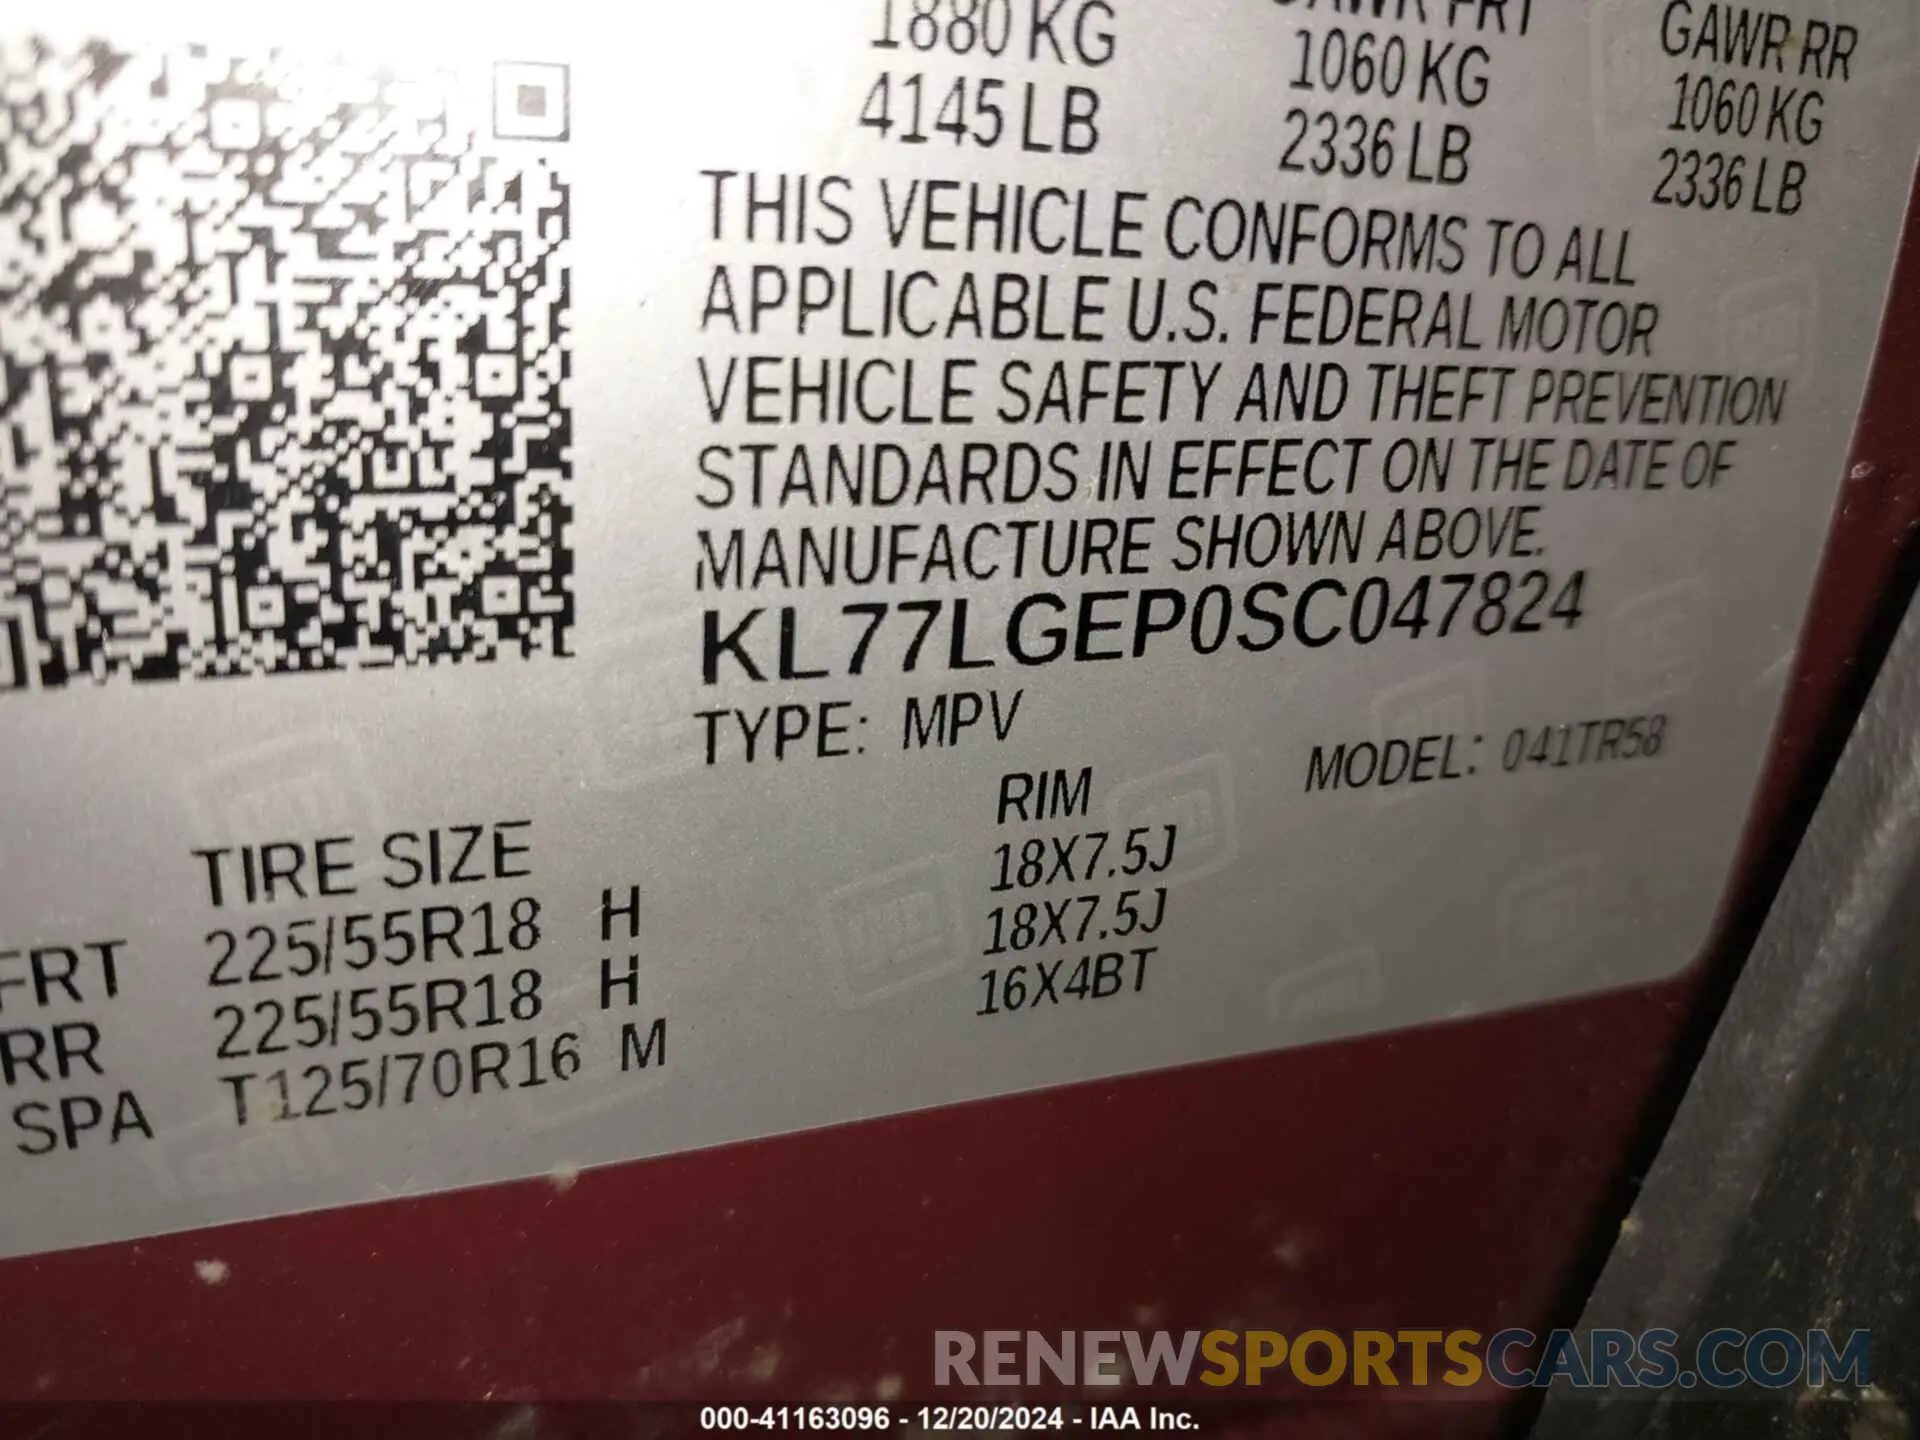 1880 KG
4145 LB
GAWR FRT
1060 KG
2336 LB
GAWR RR
1060 KG
2336 LB
THIS VEHICLE CONFORMS TO ALL
APPLICABLE U.S. FEDERAL MOTOR
VEHICLE SAFETY AND THEFT PREVENTION
STANDARDS IN EFFECT ON THE DATE OF
MANUFACTURE SHOWN ABOVE.
KL77LGEP0SC047824
TYPE: MPV
MODEL: 041TR58
TIRE SIZE RIM
FRT 225/55R18 H 18X7.5J
RR 225/55R18 H 18X7.5J
SPA T125/70R16 M 16X4BT
RENEWSPORTSCARS.COM
000-41163096 - 12/20/2024 - IAA Inc.